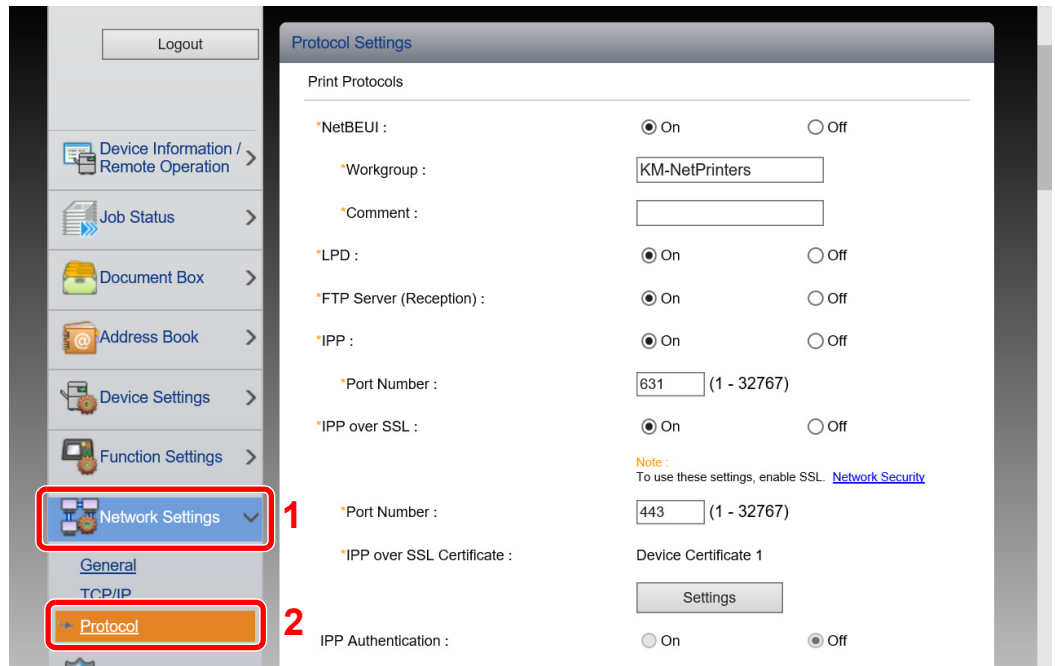 Logout
Device Information /
Remote Operation
Job Status
Document Box
Address Book
Device Settings
Function Settings
Network Settings
1
General
TCP/IP
Protocol
2
Protocol Settings
Print Protocols
*NetBEUI : On Off
*Workgroup : KM-NetPrinters
*Comment :
*LPD : On Off
*FTP Server (Reception) : On Off
*IPP : On Off
*Port Number : 631 (1 - 32767)
*IPP over SSL : On Off
Note :
To use these settings, enable SSL. Network Security
*Port Number : 443 (1 - 32767)
*IPP over SSL Certificate : Device Certificate 1
Settings
IPP Authentication : On Off